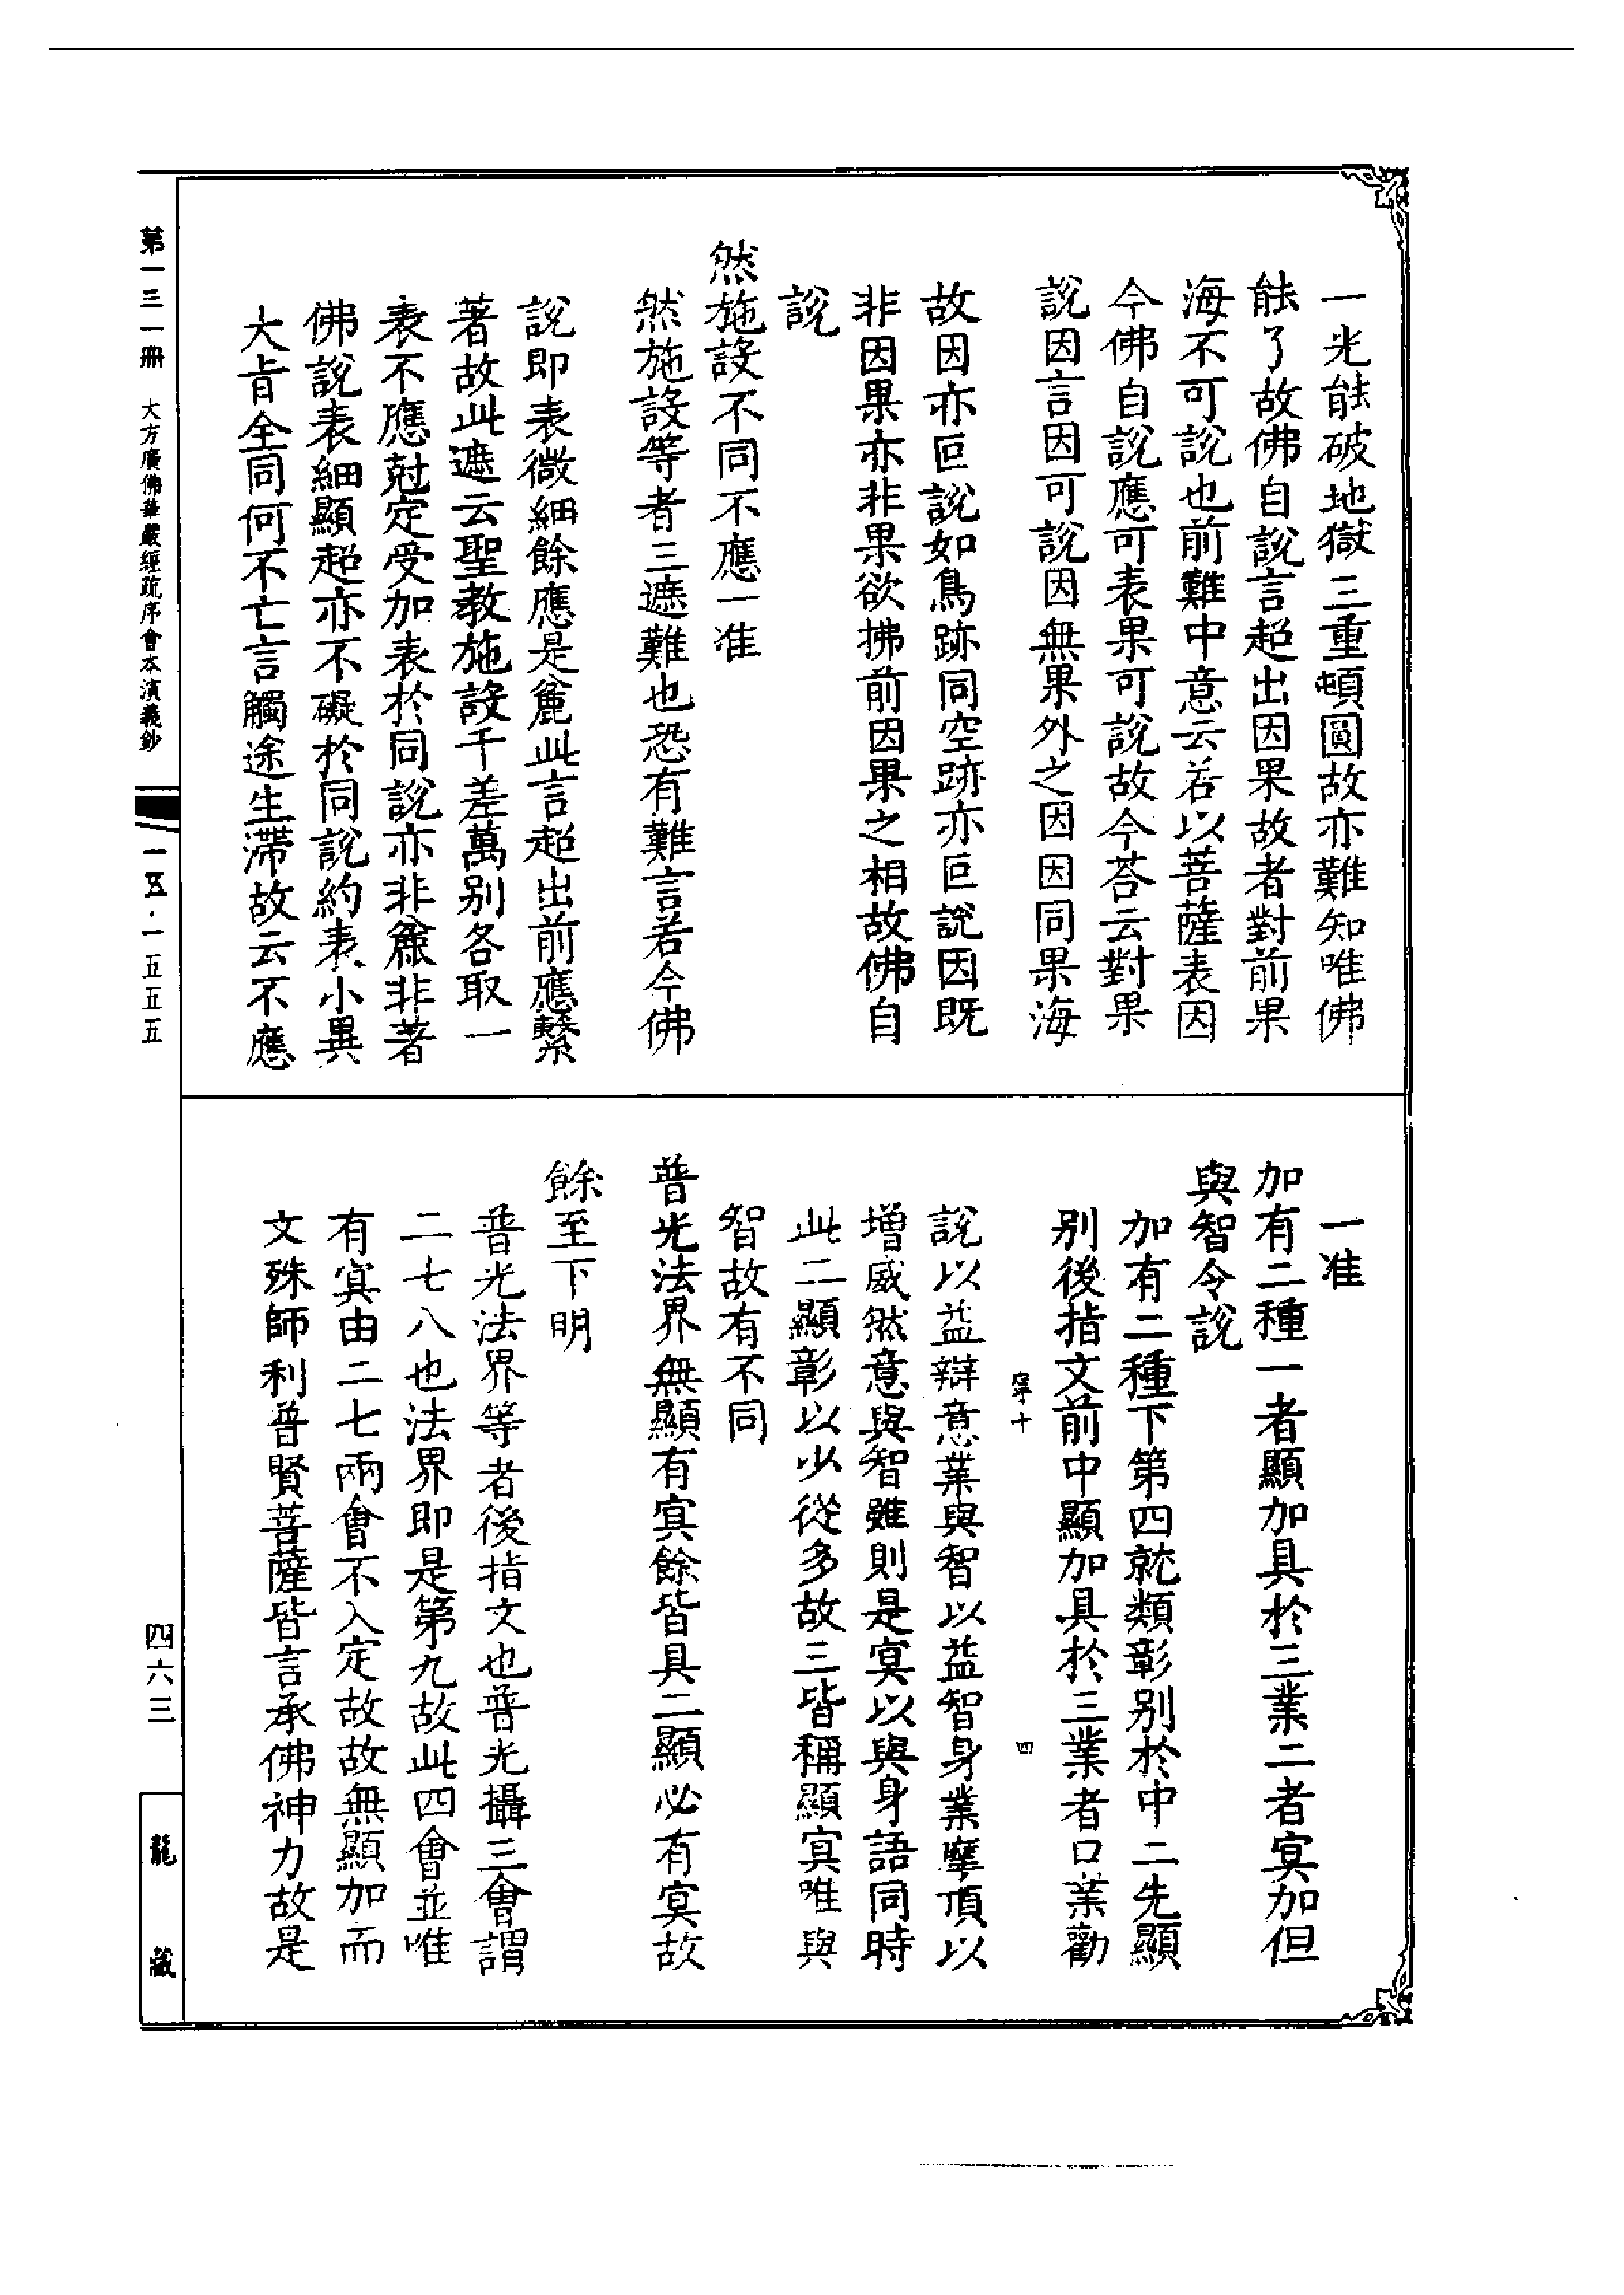 一光能破地獄三重頓圓故亦難知唯佛
能了故佛自說言超出因果故者對前果
海不可說也前難中意云若以菩薩表因
今佛自說應可表果可說故今荅云對果
說因言因可說因無果外之因因同果海
故因亦叵說如鳥跡同空跡亦叵說因既
非因果亦非果欲拂前因果之相故佛自
說
然施設不同不應一准
然施設等者三遮難也恐有難言若今佛
說即表微細餘應是麄此言超出前應繫
著故此遮云聖教施設千差萬別各取一
表不應尅定受加表於同說亦非麄非著
佛說表細顯超亦不礙於同說約表小異
大旨全同何不亡言觸途生滯故云不應
一准
加有二種一者顯加具於三業二者冥加但
與智令說
加有二種下第四就類彰別於中二先顯
別後指文前中顯加具於三業者口業勸
說以益辯意業與智以益智身業摩頂以
增威然意與智雖則是冥以與身語同時
此二顯彰以少從多故三皆稱顯冥唯與
智故有不同
普光法界無顯有冥餘皆具二顯必有冥故
餘至下明
普光法界等者後指文也普光攝三會謂
二七八也法界即是第九故此四會並唯
有冥由二七兩會不入定故故無顯加而
文殊師利普賢菩薩皆言承佛神力故是
十
四
第一三一冊 大方廣佛華嚴經疏序會本演義鈔
一五·一五五五
四六三
龍藏